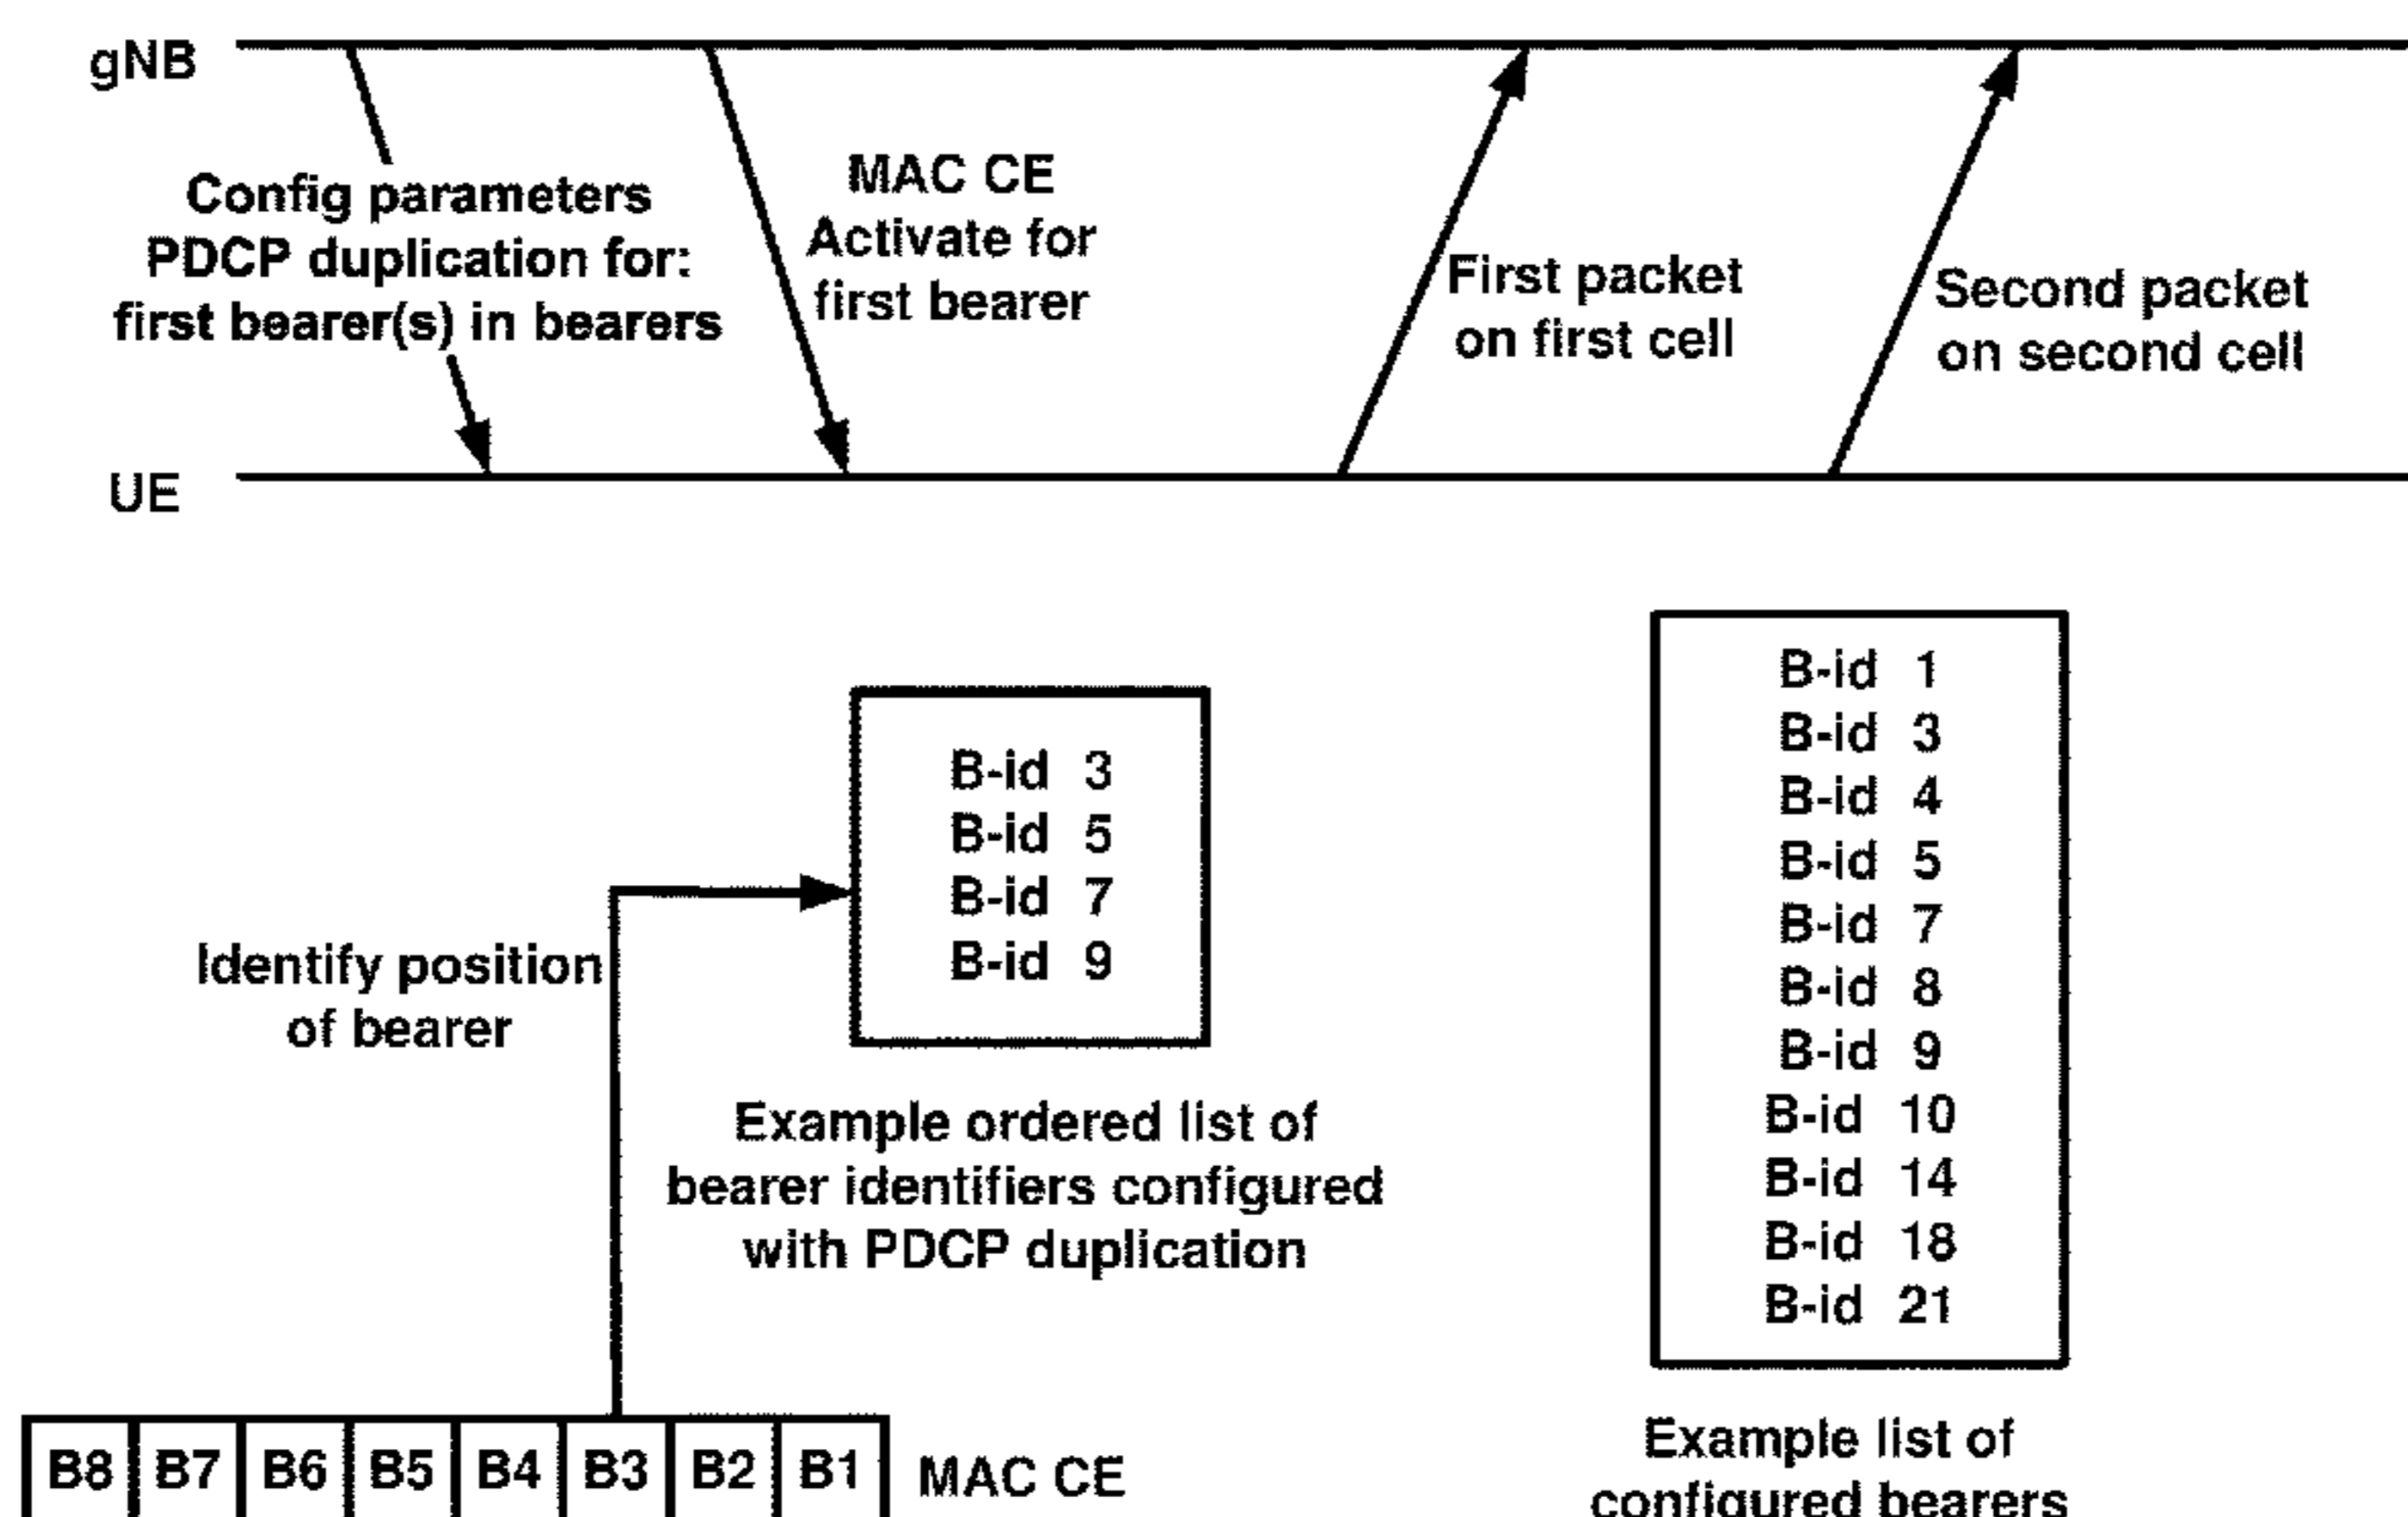 gNB
Config parameters
PDCP duplication for:
first bearer(s) in bearers
MAC CE
Activate for
first bearer
First packet
on first cell
Second packet
on second cell
UE
B-id 3
B-id 5
B-id 7
B-id 9
Identify position
of bearer
Example ordered list of
bearer identifiers configured
with PDCP duplication
B8 B7 B6 B5 B4 B3 B2 B1 MAC CE
B-id 1
B-id 3
B-id 4
B-id 5
B-id 7
B-id 8
B-id 9
B-id 10
B-id 14
B-id 18
B-id 21
Example list of
configured bearers